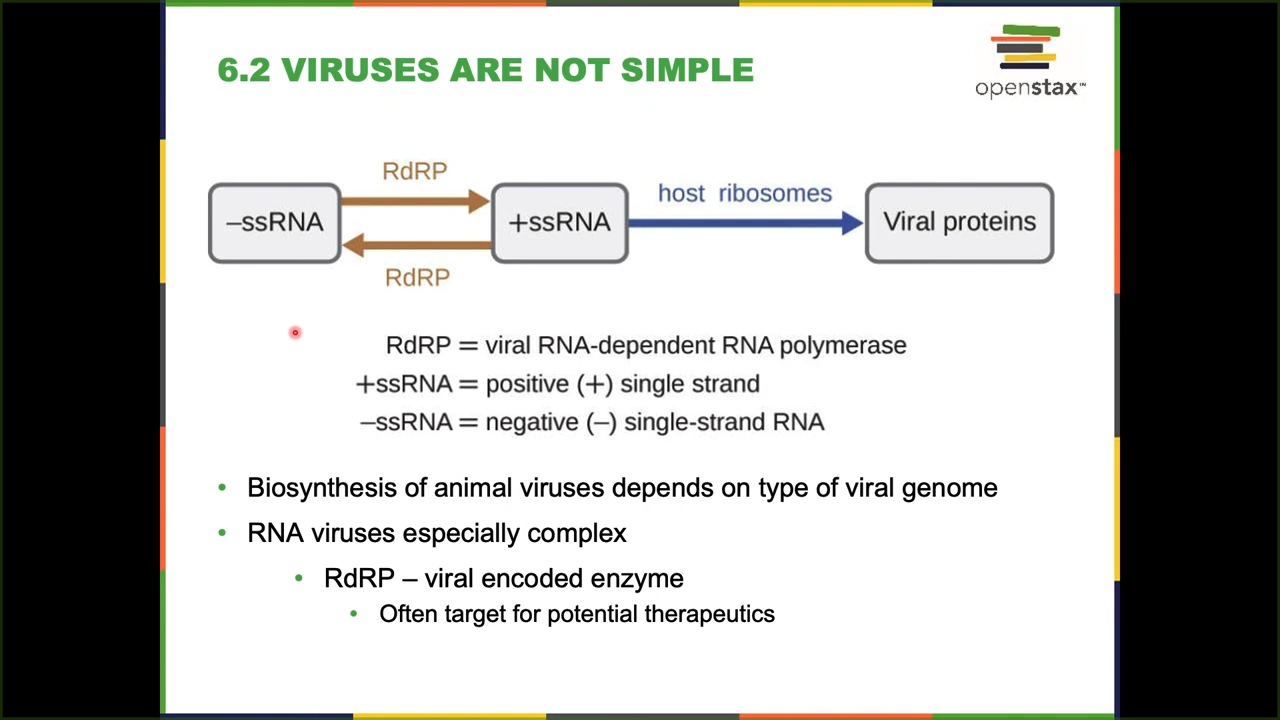 6.2 VIRUSES ARE NOT SIMPLE
openstax™
RdRP
–ssRNA
+ssRNA
host ribosomes
Viral proteins
RdRP
RdRP = viral RNA-dependent RNA polymerase
+ssRNA = positive (+) single strand
–ssRNA = negative (–) single-strand RNA
• Biosynthesis of animal viruses depends on type of viral genome
• RNA viruses especially complex
• RdRP – viral encoded enzyme
• Often target for potential therapeutics